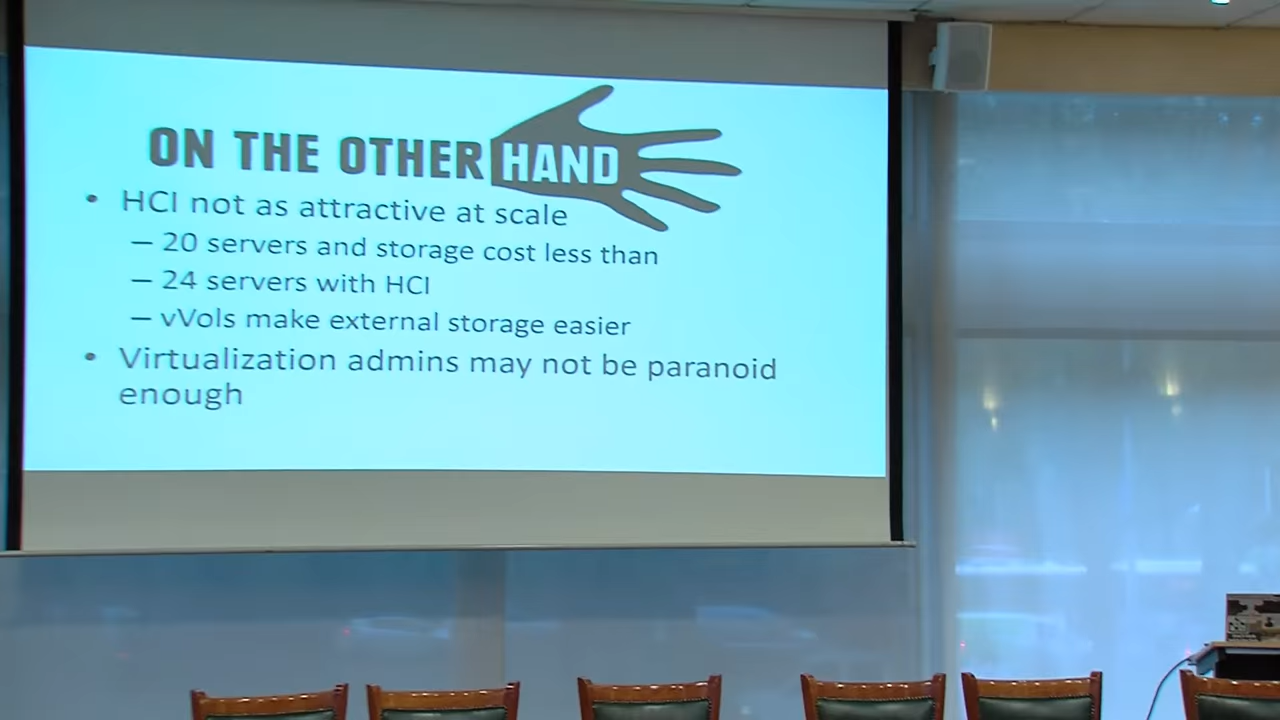 ON THE OTHER HAND
• HCI not as attractive at scale
– 20 servers and storage cost less than
– 24 servers with HCI
– vVols make external storage easier
• Virtualization admins may not be paranoid
enough